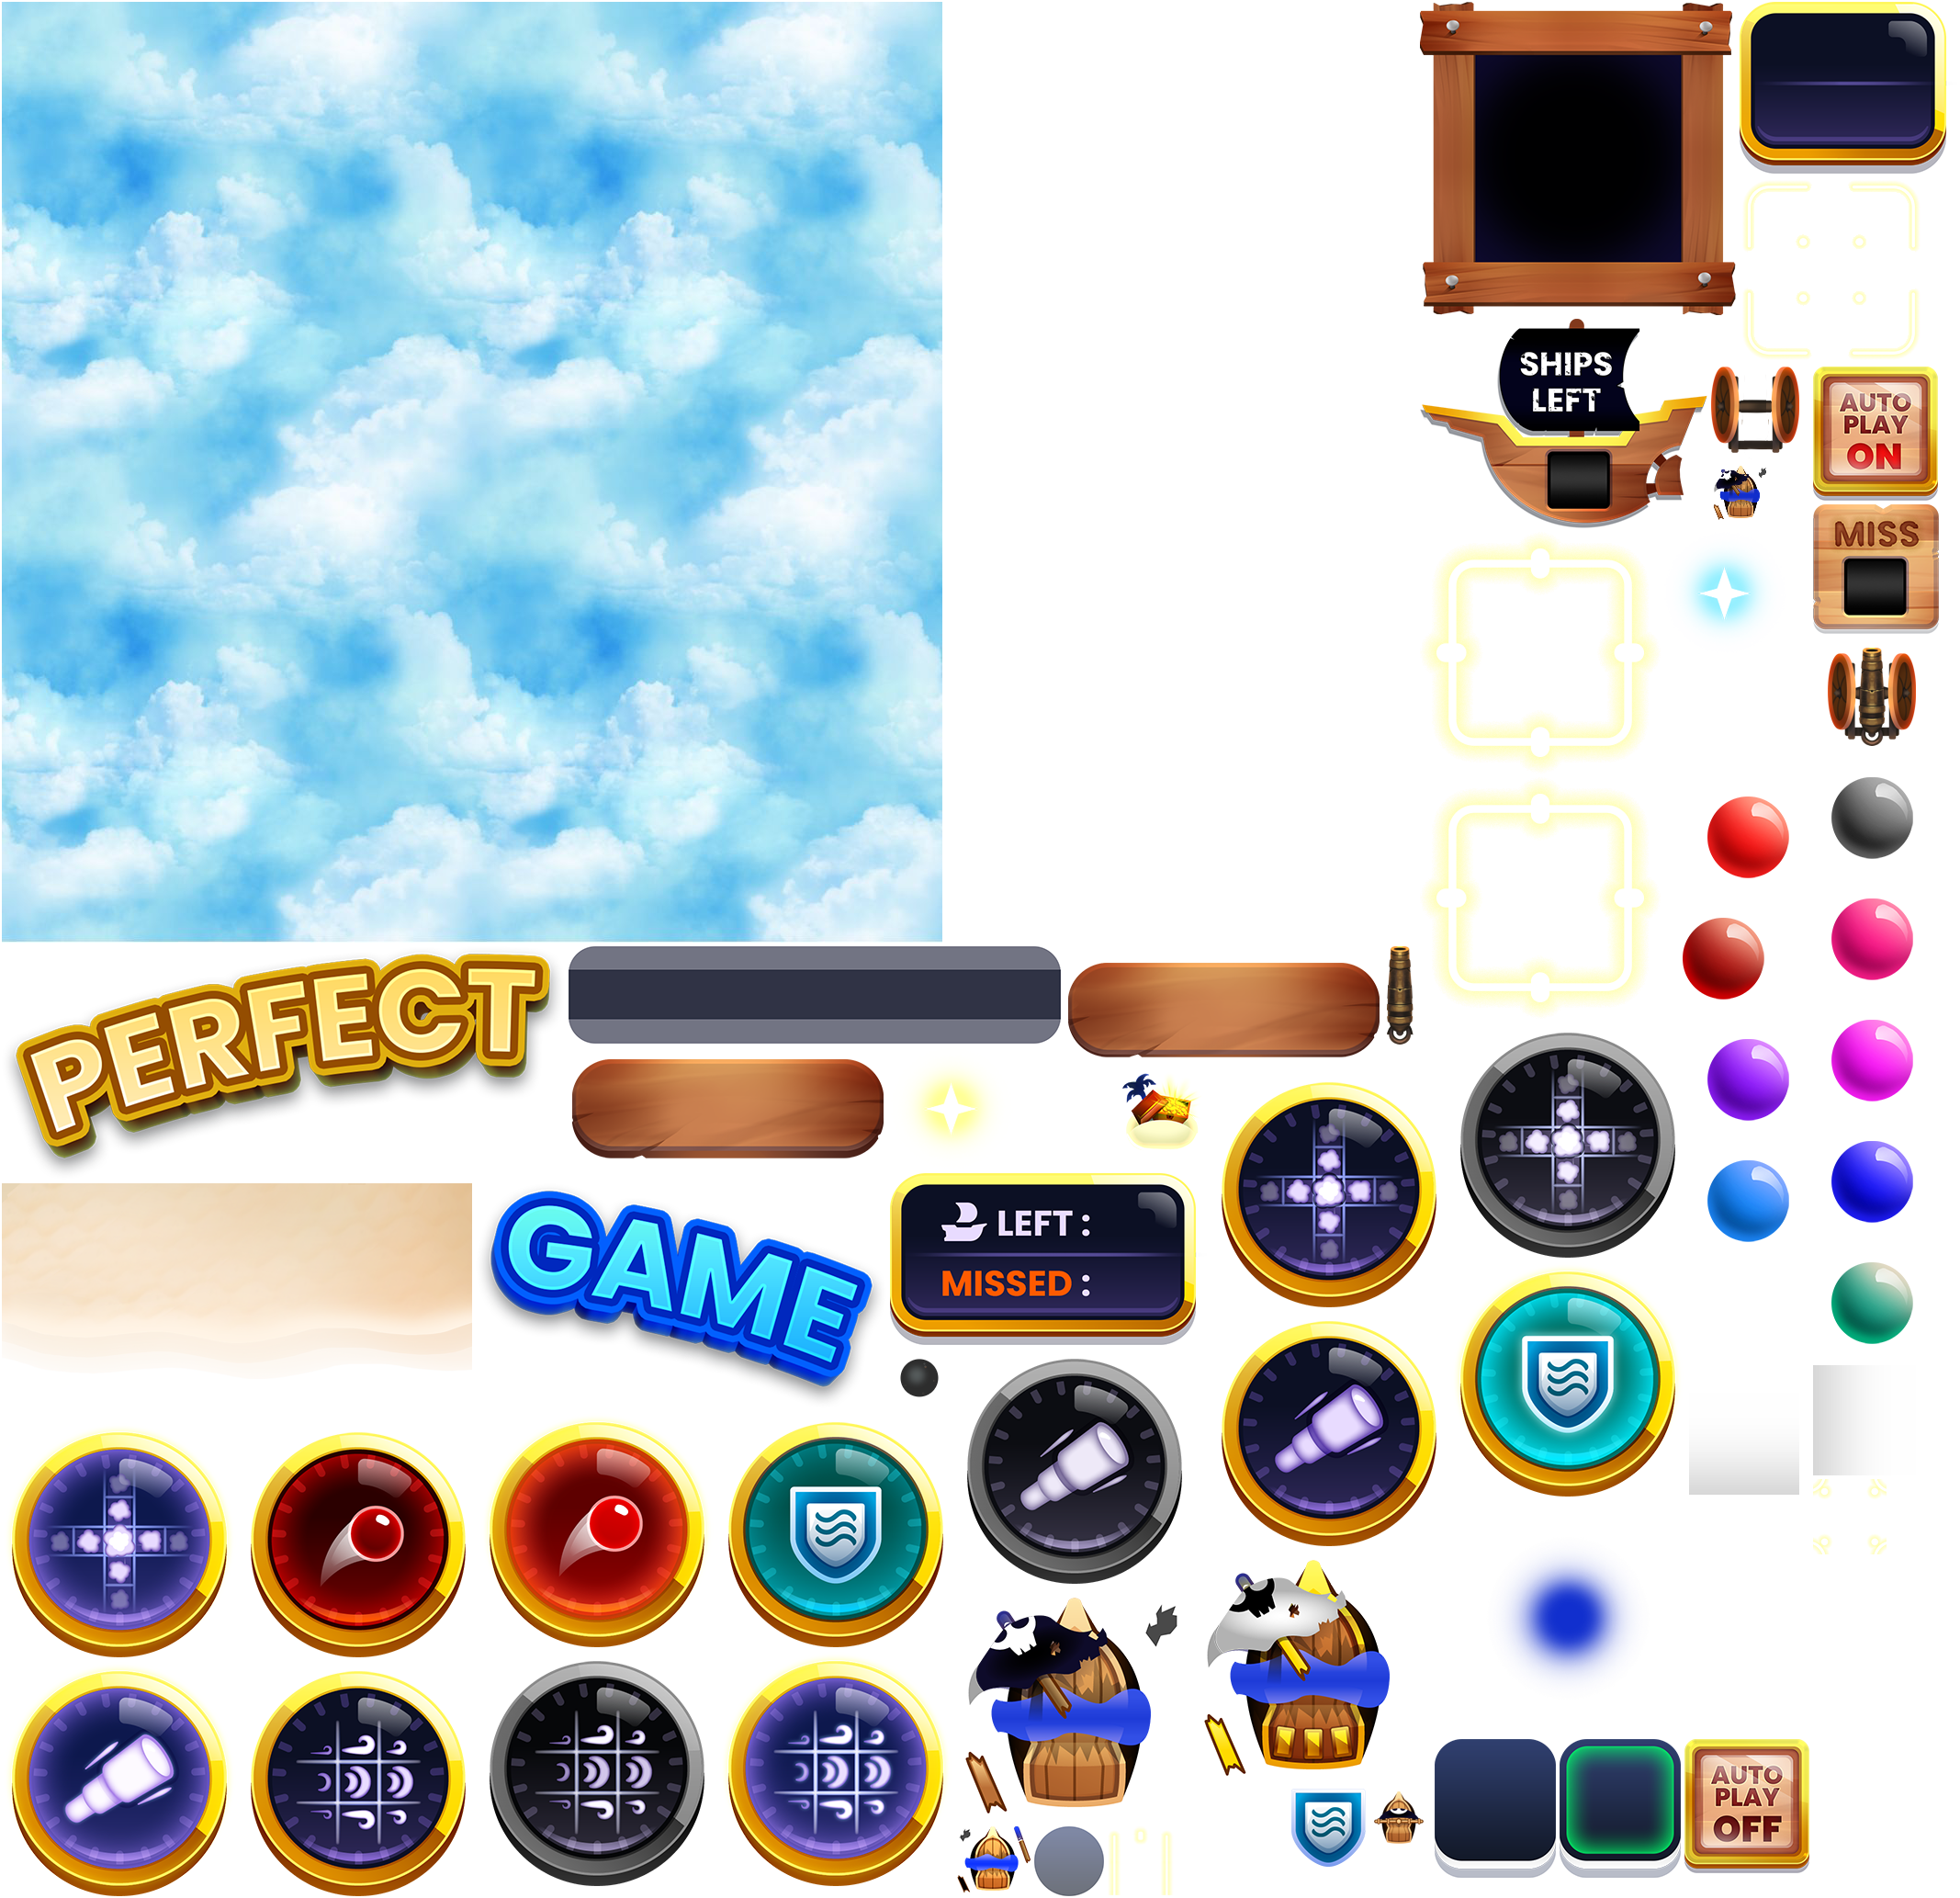 SHIPS
LEFT
AUTO
PLAY
ON
MISS
PERFECT
GAME
LEFT :
MISSED :
AUTO
PLAY
OFF